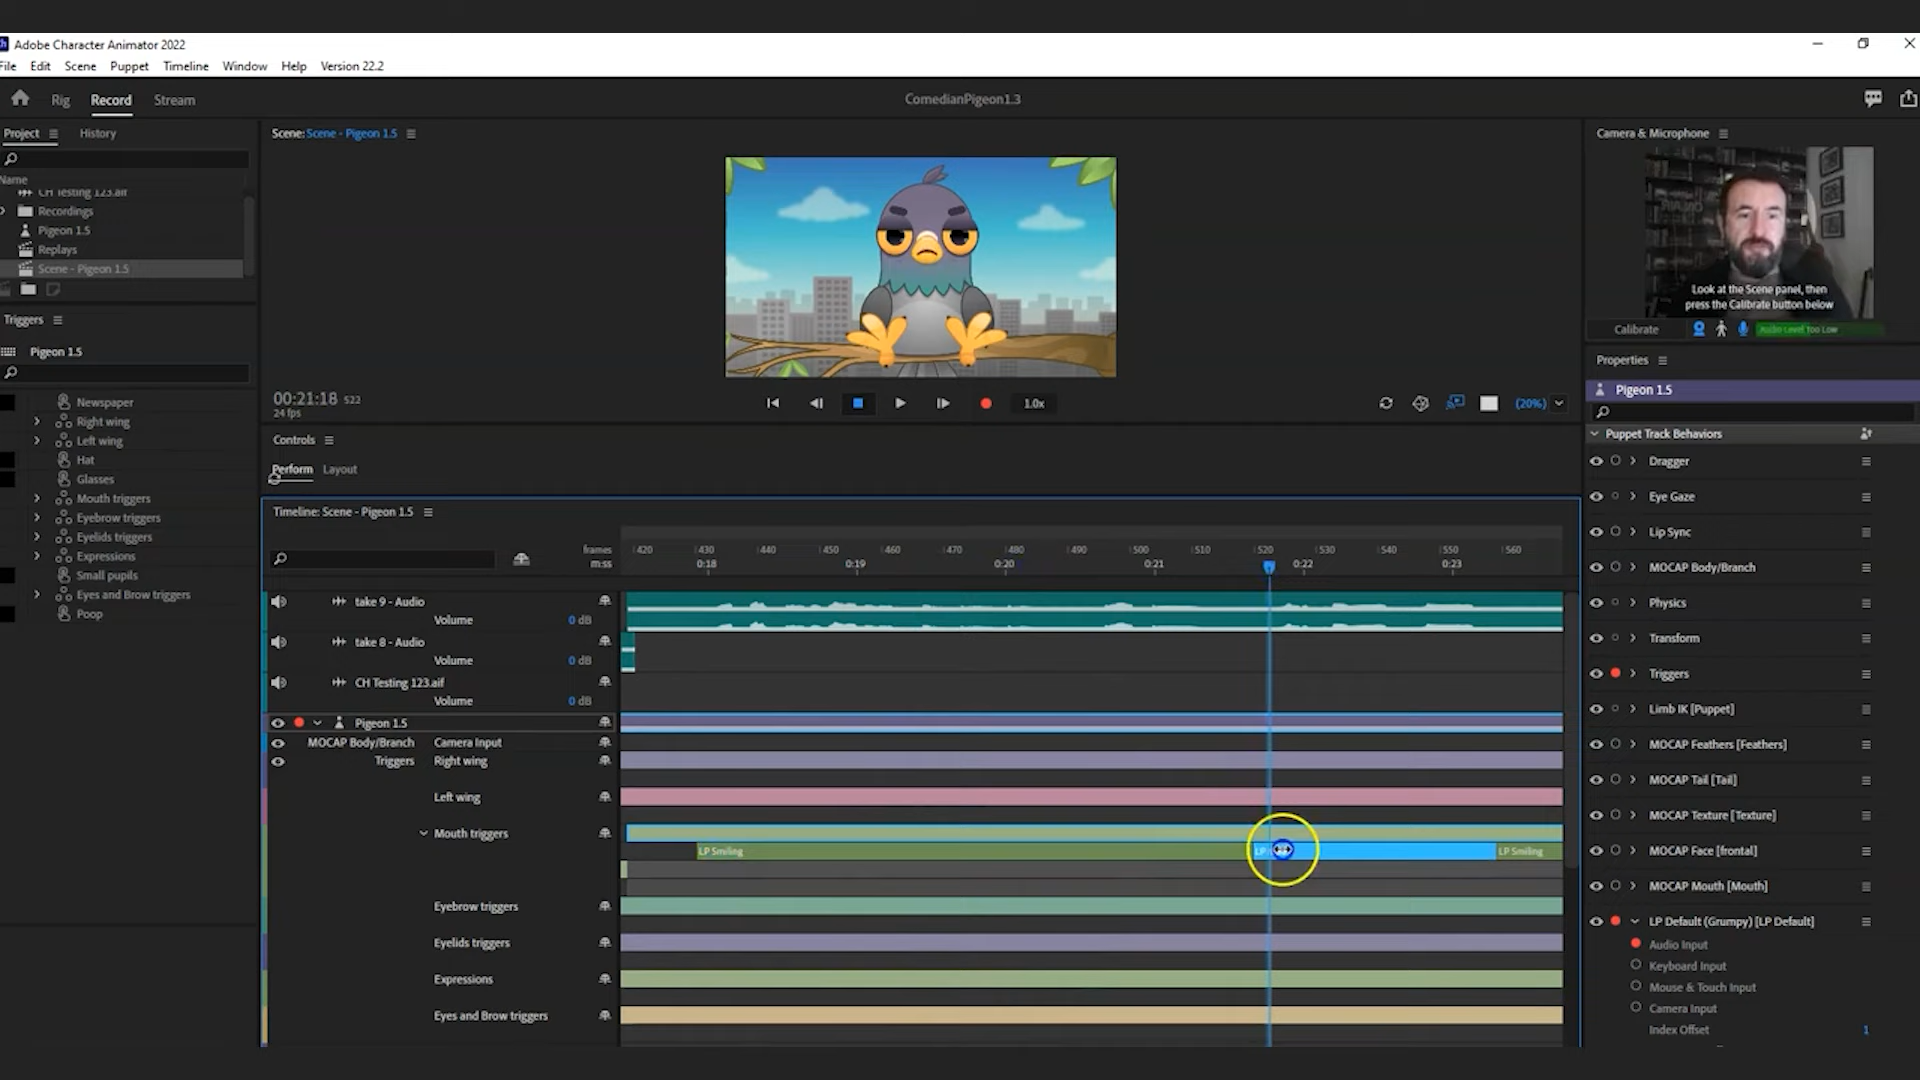 Adobe Character Animator 2022
File Edit Scene Puppet Timeline Window Help Version 22.2
Rig Record Stream
ComedianPigeon1.3
Project History
Name
CH Testing 123.aif
Recordings
Pigeon 1.5
Replays
Scene - Pigeon 1.5
Triggers
Pigeon 1.5
Newspaper
Right wing
Left wing
Hat
Glasses
Mouth triggers
Eyebrow triggers
Eyelids triggers
Expressions
Small pupils
Eyes and Brow triggers
Poop
Scene: Scene - Pigeon 1.5
00:21:18 522
24 fps
1.0x
(20%)
Controls
Perform Layout
Timeline: Scene - Pigeon 1.5
frames 420 430 440 450 460 470 480 490 500 510 520 530 540 550 560
m:ss 0:18 0:19 0:20 0:21 0:22 0:23
take 9 - Audio
Volume 0 dB
take 8 - Audio
Volume 0 dB
CH Testing 123.aif
Volume 0 dB
Pigeon 1.5
MOCAP Body/Branch Camera Input
Triggers Right wing
Left wing
Mouth triggers
LP Smiling LP LP Smiling
Eyebrow triggers
Eyelids triggers
Expressions
Eyes and Brow triggers
Camera & Microphone
Look at the Scene panel, then
press the Calibrate button below
Calibrate Audio Level Too Low
Properties
Pigeon 1.5
Puppet Track Behaviors
Dragger
Eye Gaze
Lip Sync
MOCAP Body/Branch
Physics
Transform
Triggers
Limb IK [Puppet]
MOCAP Feathers [Feathers]
MOCAP Tail [Tail]
MOCAP Texture [Texture]
MOCAP Face [frontal]
MOCAP Mouth [Mouth]
LP Default (Grumpy) [LP Default]
Audio Input
Keyboard Input
Mouse & Touch Input
Camera Input
Index Offset 1